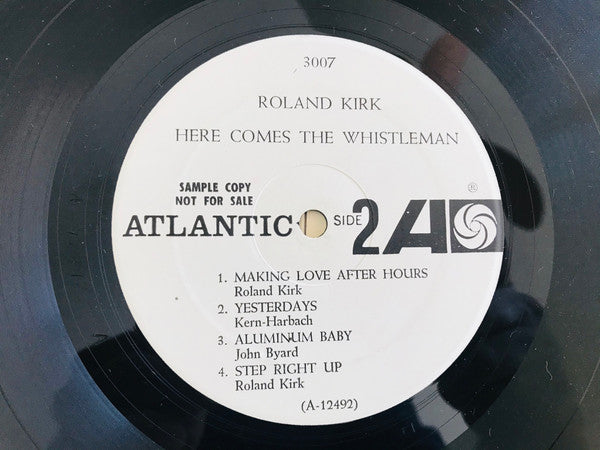 3007
ROLAND KIRK
HERE COMES THE WHISTLEMAN
SAMPLE COPY
NOT FOR SALE
®
ATLANTIC SIDE 2 A
1. MAKING LOVE AFTER HOURS
Roland Kirk
2. YESTERDAYS
Kern-Harbach
3. ALUMINUM BABY
John Byard
4. STEP RIGHT UP
Roland Kirk
(A-12492)